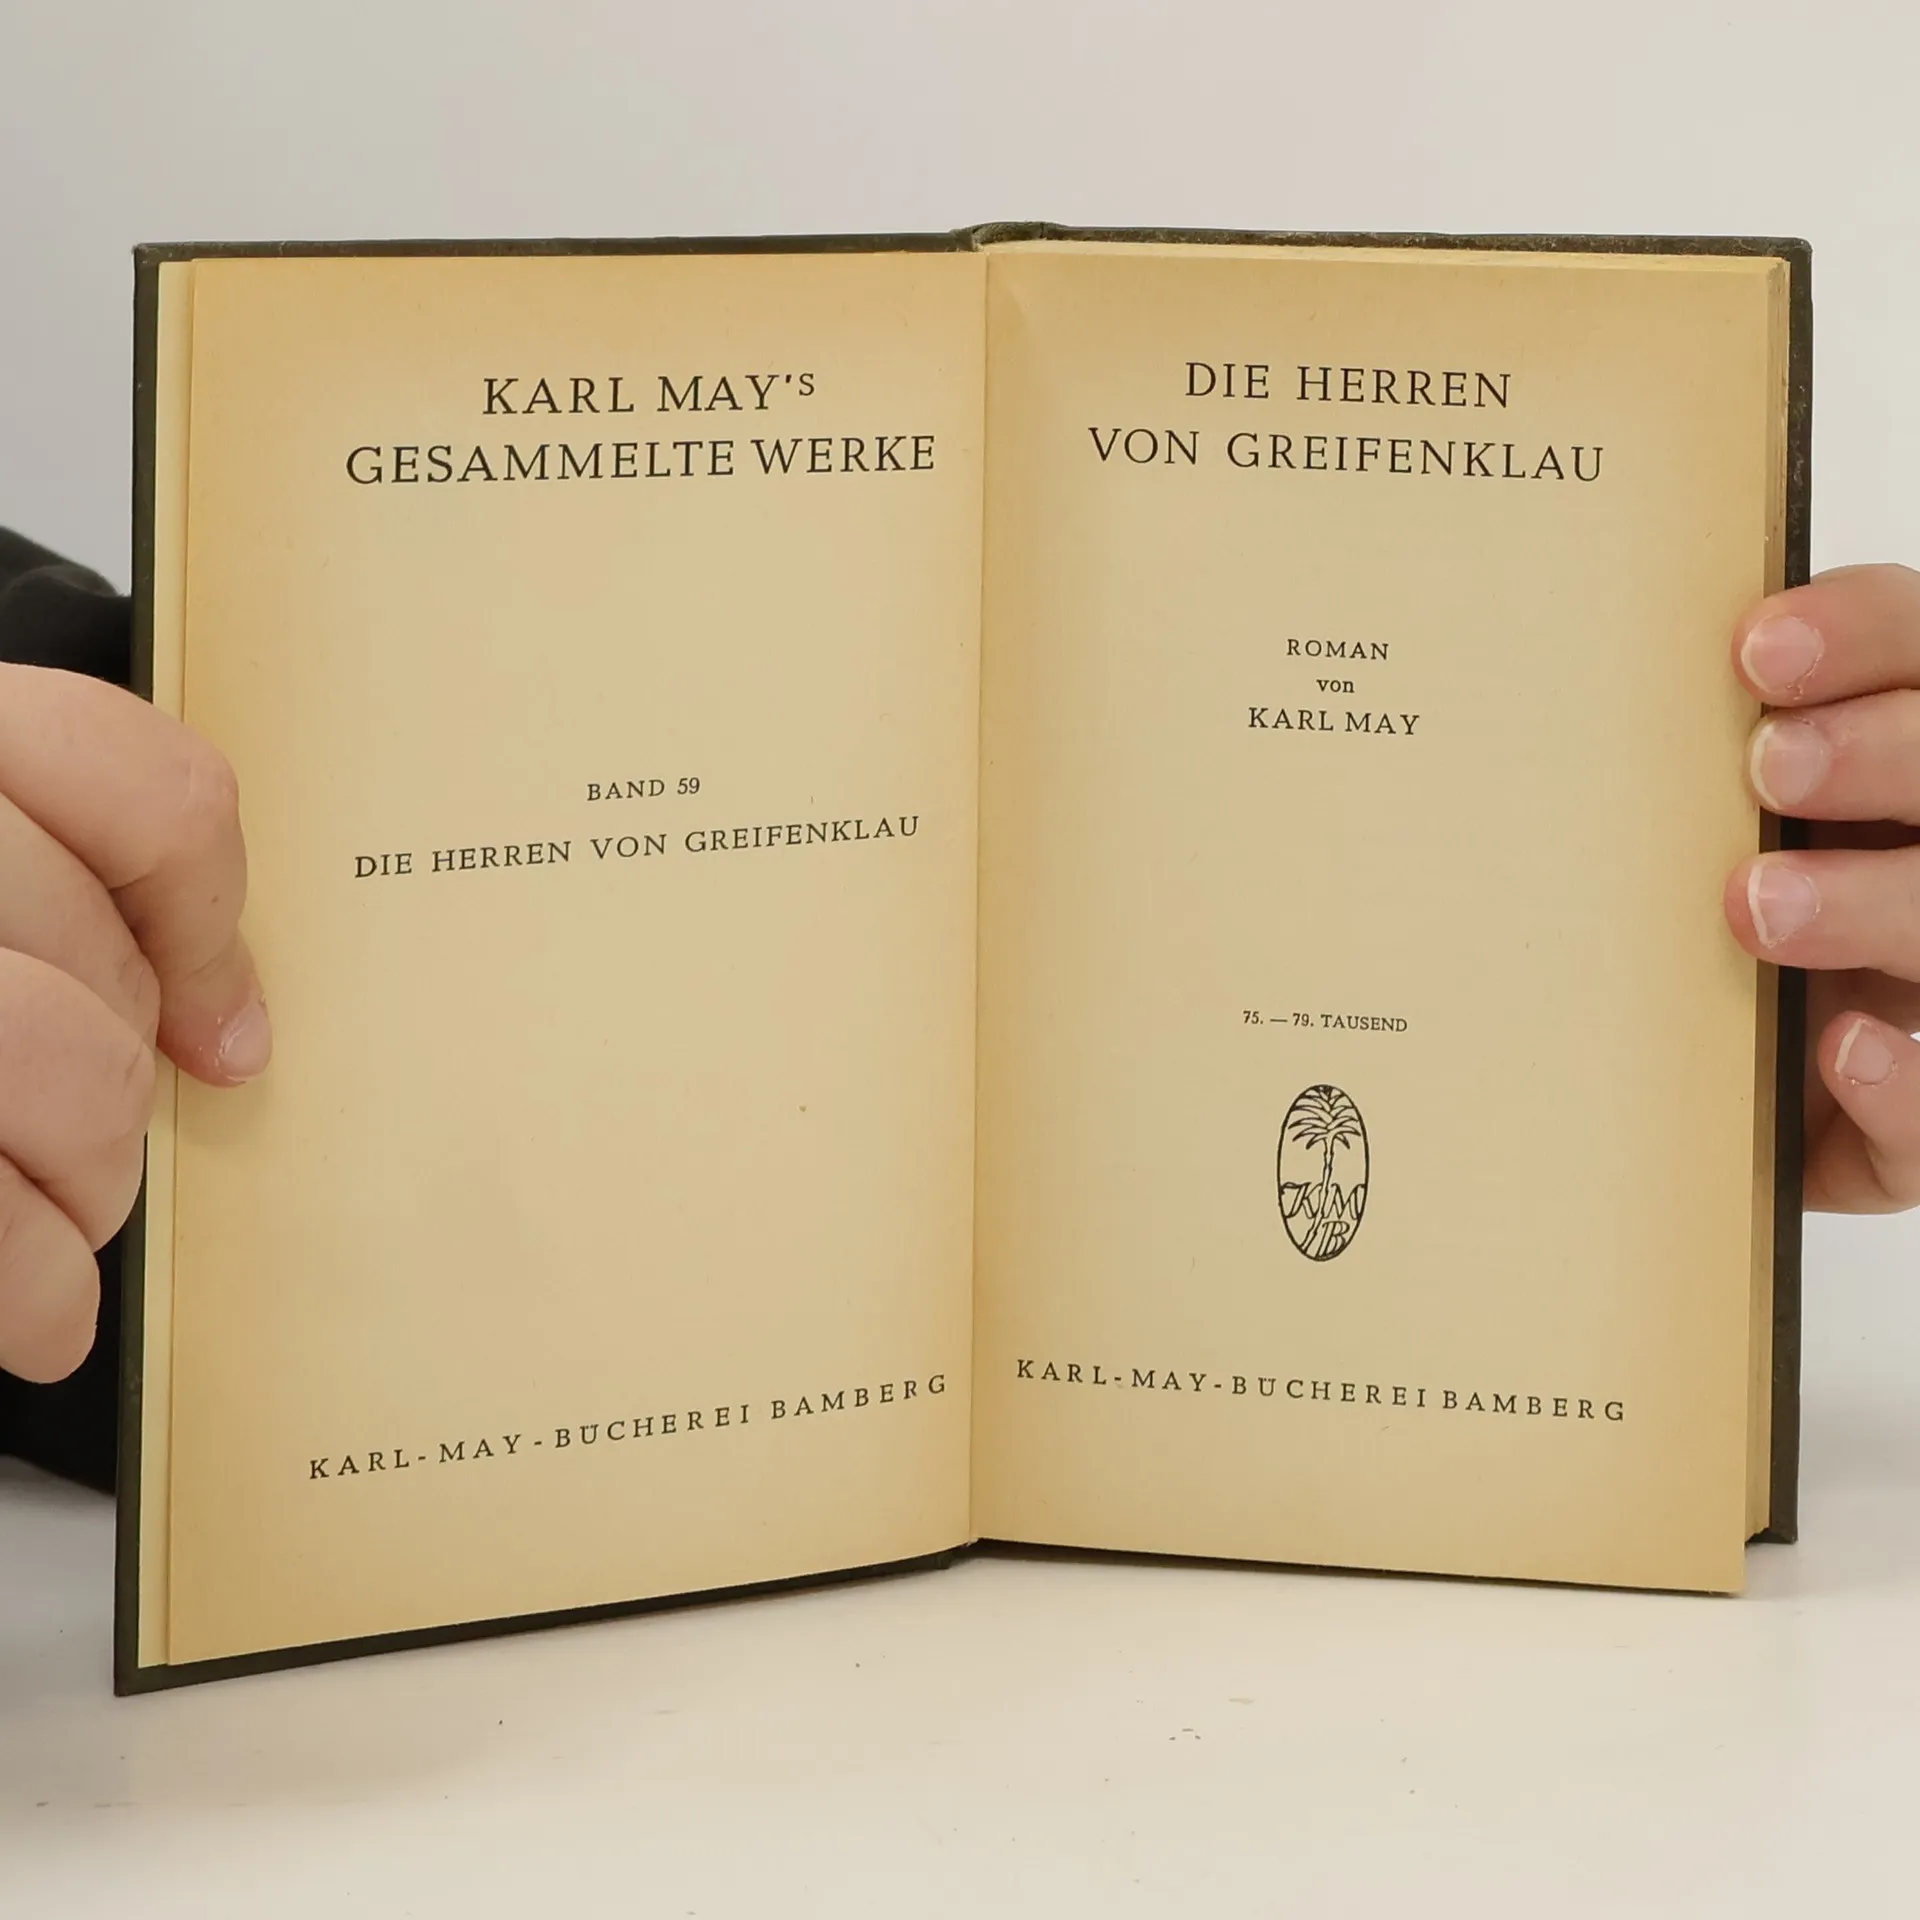 KARL MAY's
GESAMMELTE WERKE
BAND 59
DIE HERREN VON GREIFENKLAU
KARL-MAY-BÜCHEREI BAMBERG
DIE HERREN
VON GREIFENKLAU
ROMAN
von
KARL MAY
75. — 79. TAUSEND
KM
B
KARL-MAY-BÜCHEREI BAMBERG